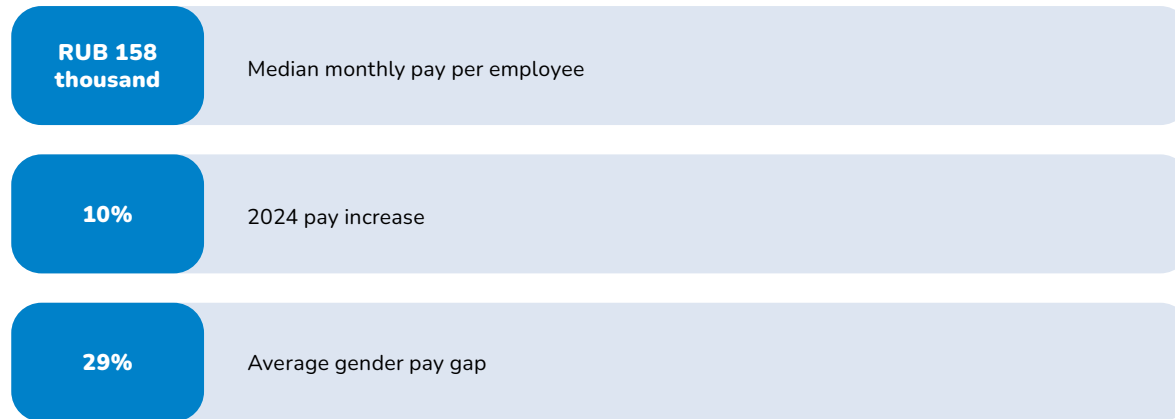 RUB 158
thousand
Median monthly pay per employee
10%
2024 pay increase
29%
Average gender pay gap